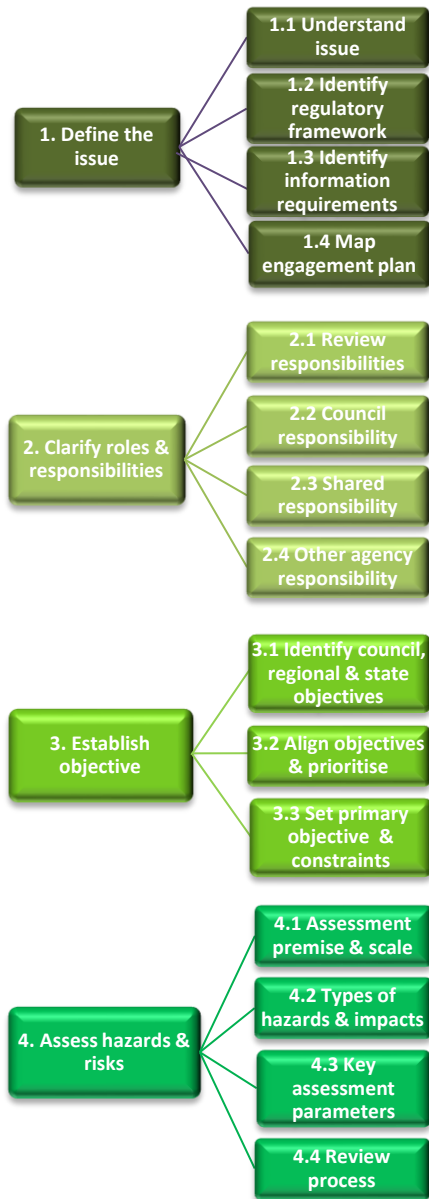 1. Define the
issue
1.1 Understand
issue
1.2 Identify
regulatory
framework
1.3 Identify
information
requirements
1.4 Map
engagement plan
2. Clarify roles &
responsibilities
2.1 Review
responsibilities
2.2 Council
responsibility
2.3 Shared
responsibility
2.4 Other agency
responsibility
3. Establish
objective
3.1 Identify council,
regional & state
objectives
3.2 Align objectives
& prioritise
3.3 Set primary
objective &
constraints
4. Assess hazards &
risks
4.1 Assessment
premise & scale
4.2 Types of
hazards & impacts
4.3 Key
assessment
parameters
4.4 Review
process